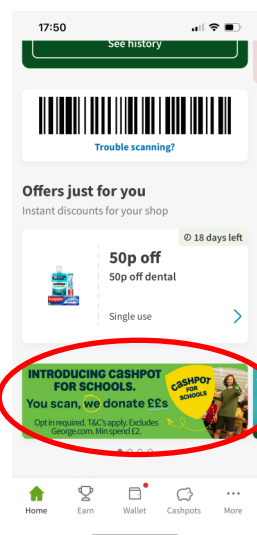 17:50
See history
Trouble scanning?
Offers just for you
Instant discounts for your shop
18 days left
50p off
50p off dental
Single use
INTRODUCING CASHPOT
FOR SCHOOLS.
You scan, we donate ££s
Opt in required. T&C's apply. Excludes
George.com. Min spend £2.
CASHPOT
FOR
SCHOOLS
Home Earn Wallet Cashpots More